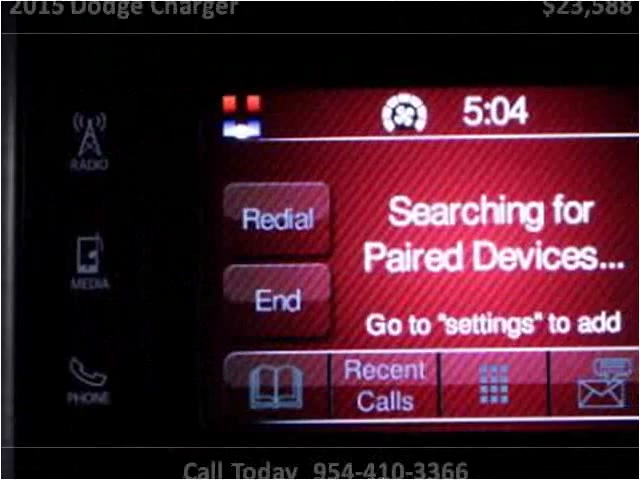 2015 Dodge Charger
$23,588
5:04
RADIO
Redial
Searching for
Paired Devices...
MEDIA
End
Go to "settings" to add
PHONE
Recent
Calls
Call Today 954-410-3366